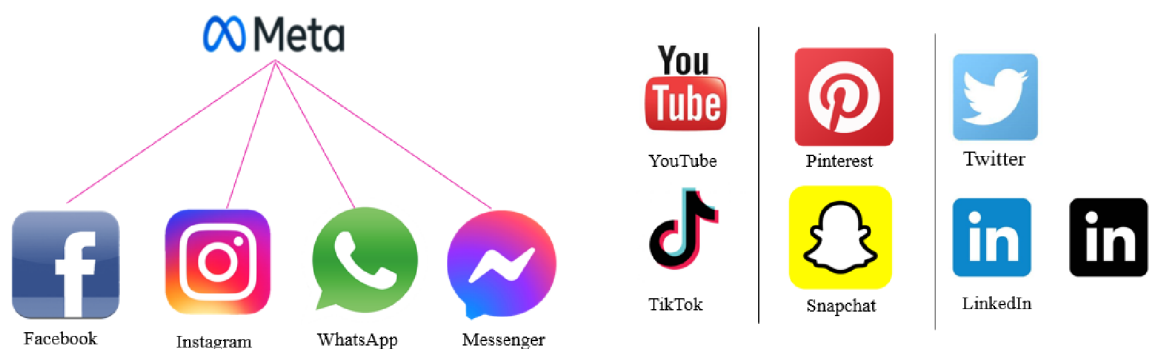 Meta
Facebook
Instagram
WhatsApp
Messenger
You
Tube
YouTube
Pinterest
Twitter
TikTok
Snapchat
in
in
LinkedIn